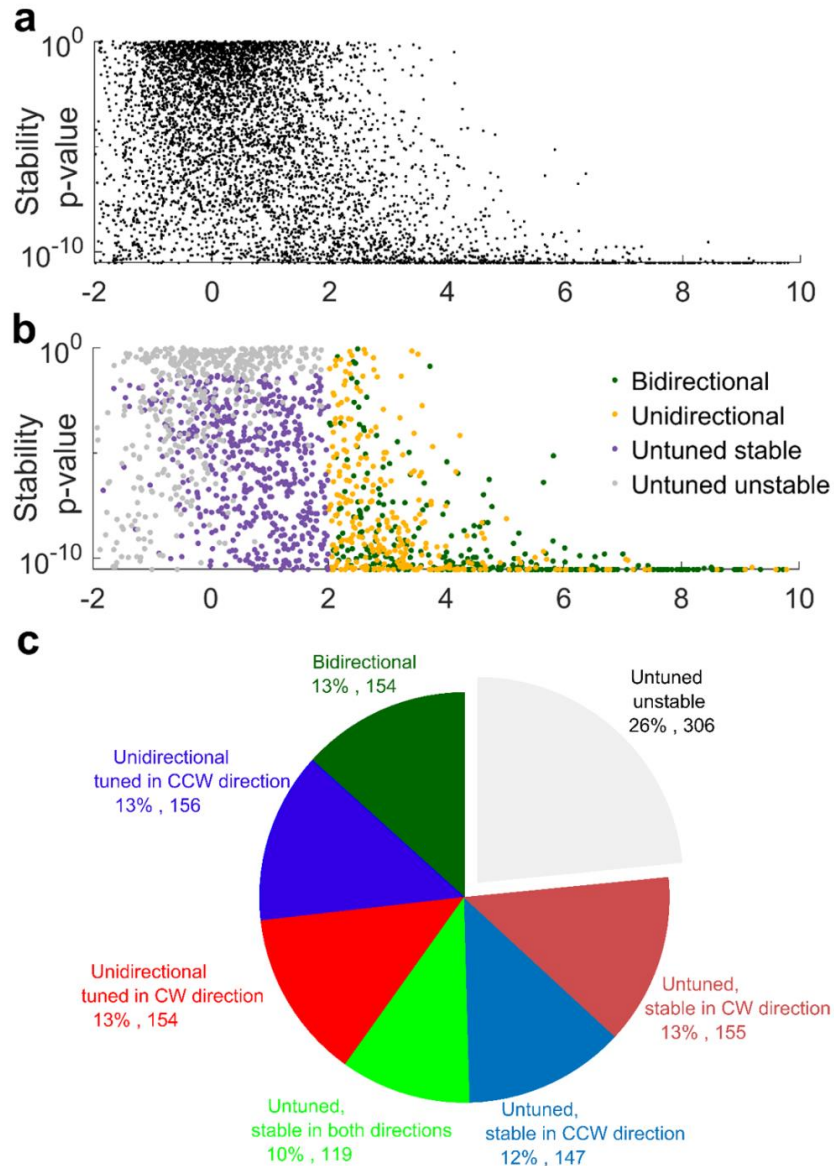 a
10^0
Stability
p-value
10^-10
-2 0 2 4 6 8 10
b
10^0
Stability
p-value
10^-10
-2 0 2 4 6 8 10
Bidirectional
Unidirectional
Untuned stable
Untuned unstable
c
Bidirectional
13% , 154
Untuned
unstable
26% , 306
Unidirectional
tuned in CCW direction
13% , 156
Unidirectional
tuned in CW direction
13% , 154
Untuned,
stable in CW direction
13% , 155
Untuned,
stable in both directions
10% , 119
Untuned,
stable in CCW direction
12% , 147